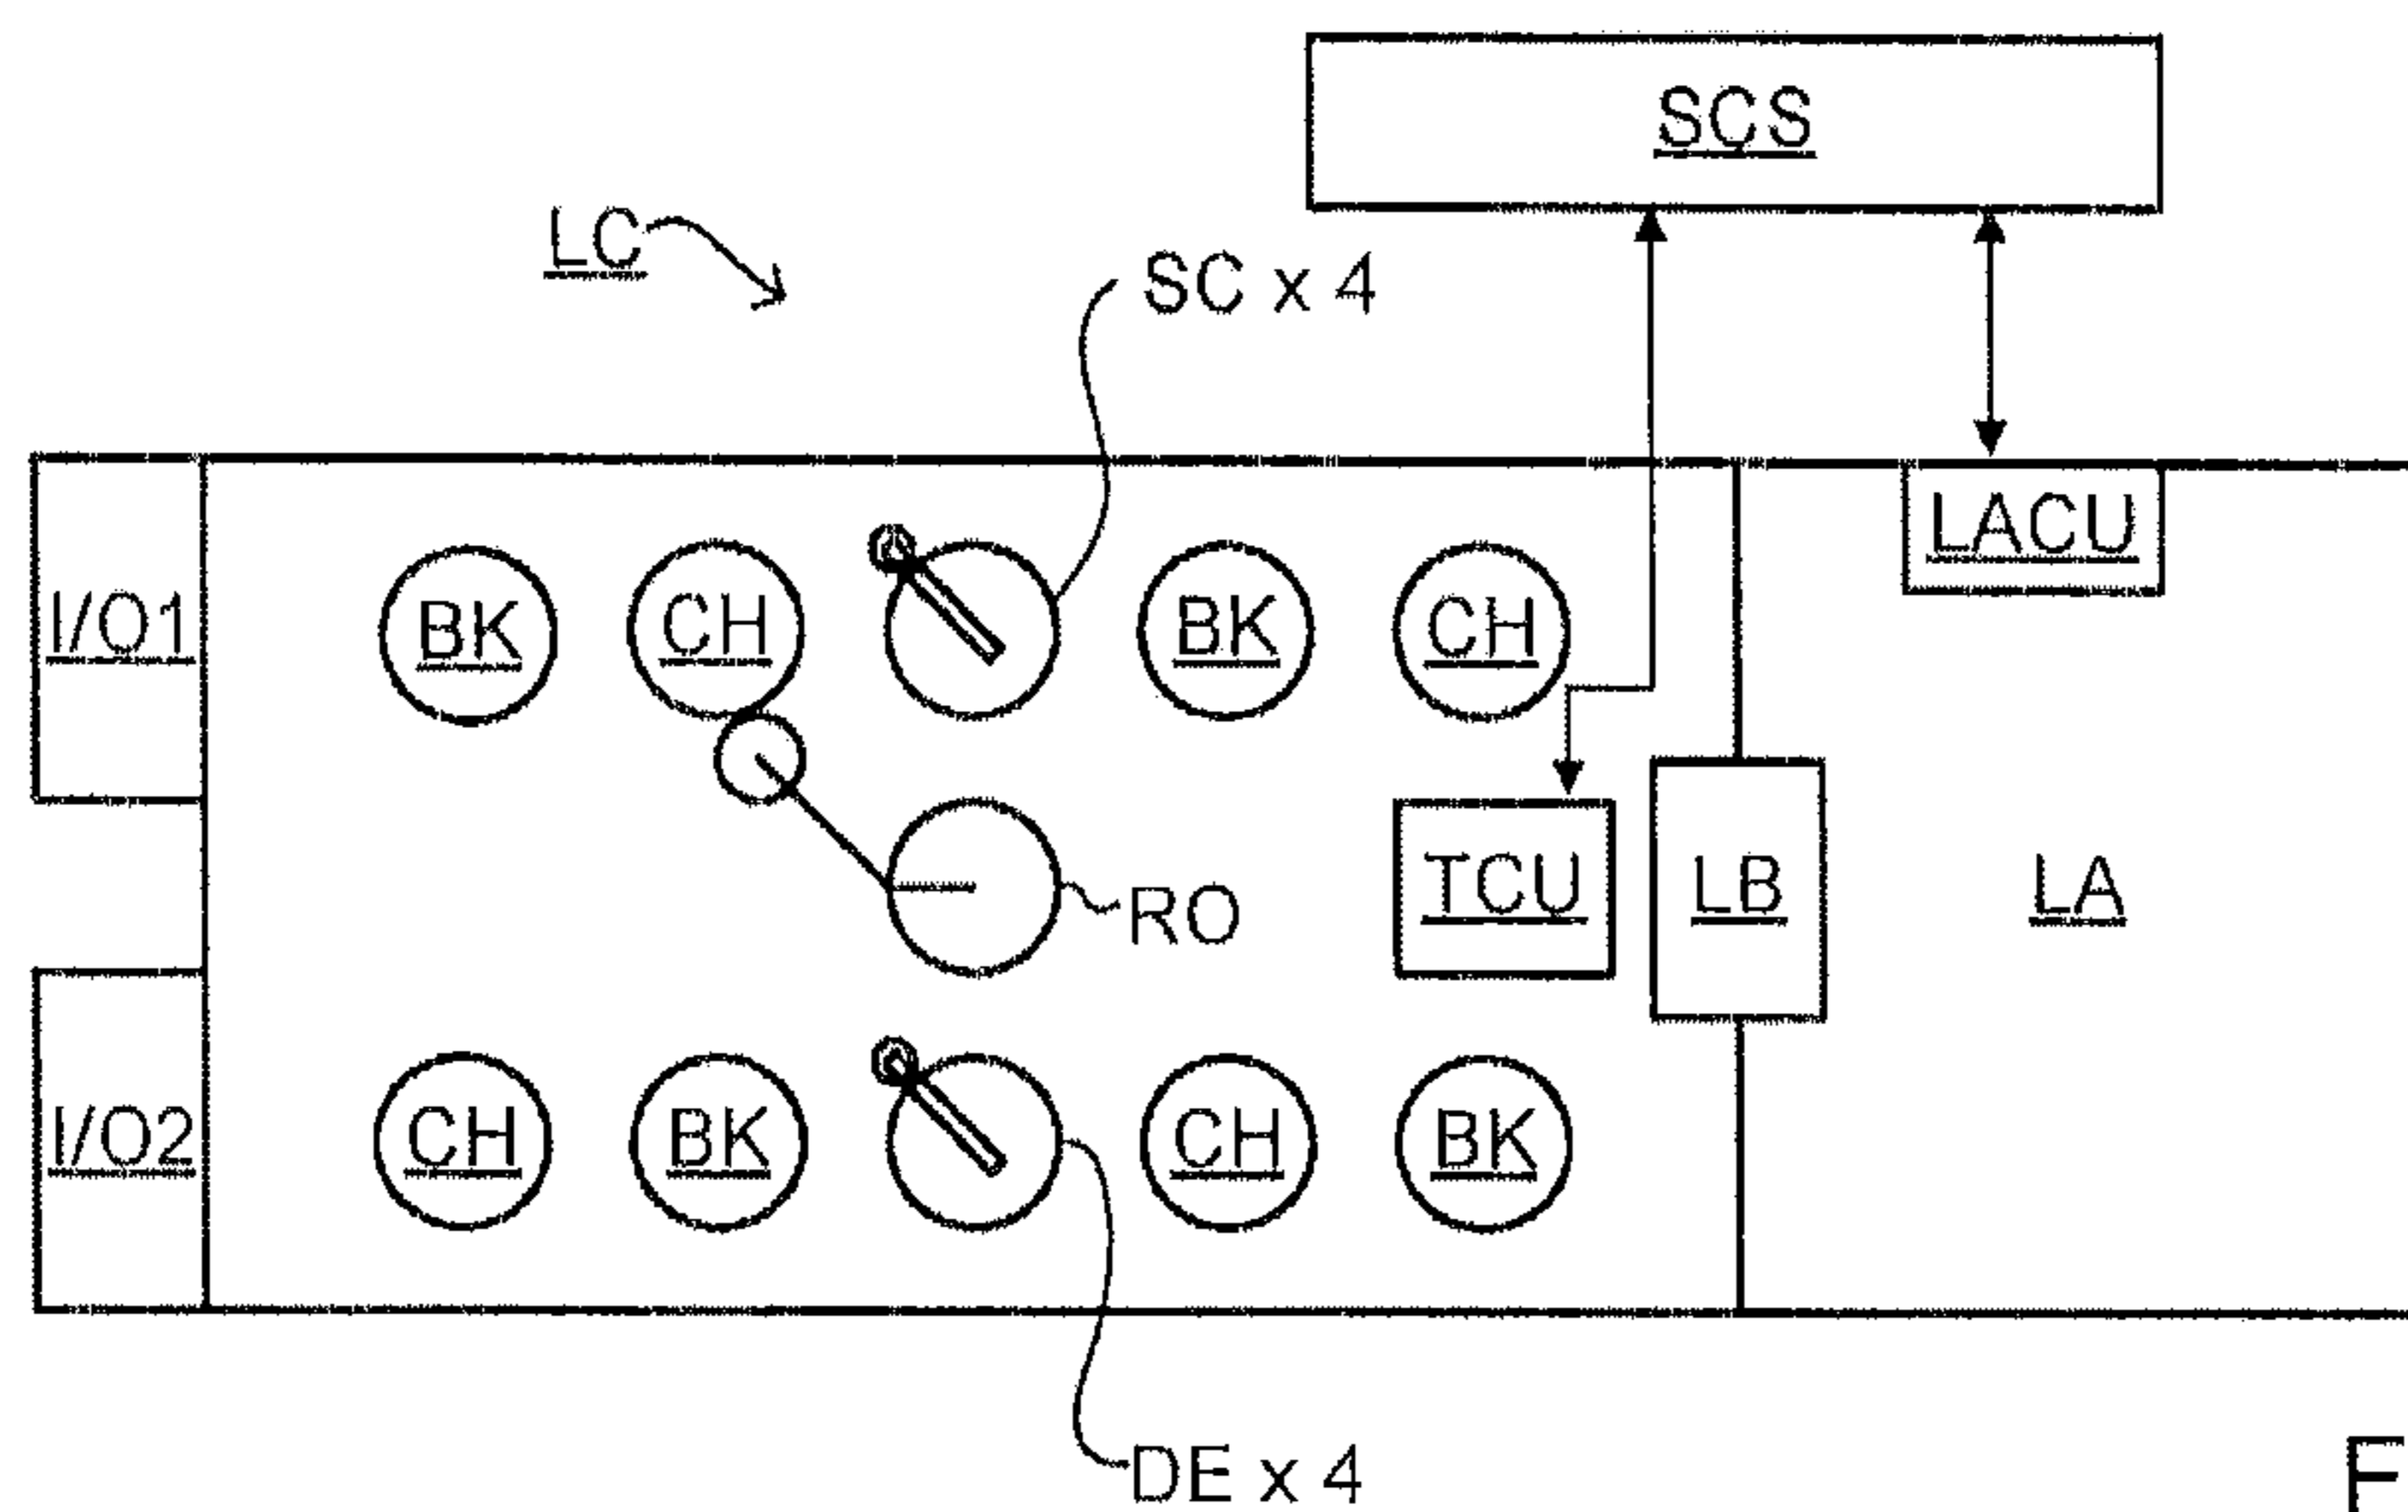 SCS
LC
SC x 4
LACU
I/O1
BK
CH
BK
CH
TCU
LB
LA
RO
I/O2
CH
BK
CH
BK
DE x 4
F